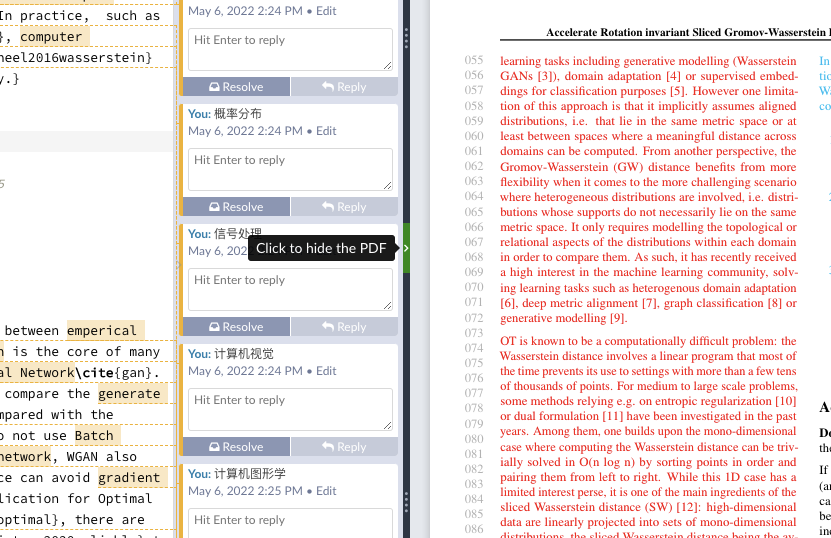 In practice, such as
}, computer
heel2016wasserstein}
y.}
5
between emperical
n is the core of many
al Network\cite{gan}.
compare the generate
mpared with the
o not use Batch
network, WGAN also
ce can avoid gradient
lication for Optimal
optimal}, there are
May 6, 2022 2:24 PM • Edit
Hit Enter to reply
Resolve
Reply
You: 概率分布
May 6, 2022 2:24 PM • Edit
Hit Enter to reply
Resolve
Reply
You: 信号处理
May 6, 202
Click to hide the PDF
Hit Enter to reply
Resolve
Reply
You: 计算机视觉
May 6, 2022 2:24 PM • Edit
Hit Enter to reply
Resolve
Reply
You: 计算机图形学
May 6, 2022 2:25 PM • Edit
Hit Enter to reply
Accelerate Rotation invariant Sliced Gromov-Wasserstein
055 learning tasks including generative modelling (Wasserstein
056 GANs [3]), domain adaptation [4] or supervised embed-
057 dings for classification purposes [5]. However one limita-
058 tion of this approach is that it implicitly assumes aligned
059 distributions, i.e. that lie in the same metric space or at
060 least between spaces where a meaningful distance across
061 domains can be computed. From another perspective, the
062 Gromov-Wasserstein (GW) distance benefits from more
063 flexibility when it comes to the more challenging scenario
064 where heterogeneous distributions are involved, i.e. distri-
065 butions whose supports do not necessarily lie on the same
066 metric space. It only requires modelling the topological or
067 relational aspects of the distributions within each domain
068 in order to compare them. As such, it has recently received
069 a high interest in the machine learning community, solv-
070 ing learning tasks such as heterogenous domain adaptation
071 [6], deep metric alignment [7], graph classification [8] or
072 generative modelling [9].
073
074 OT is known to be a computationally difficult problem: the
075 Wasserstein distance involves a linear program that most of
076 the time prevents its use to settings with more than a few tens
077 of thousands of points. For medium to large scale problems,
078 some methods relying e.g. on entropic regularization [10]
079 or dual formulation [11] have been investigated in the past
080 years. Among them, one builds upon the mono-dimensional
081 case where computing the Wasserstein distance can be triv-
082 ially solved in O(n log n) by sorting points in order and
083 pairing them from left to right. While this 1D case has a
084 limited interest perse, it is one of the main ingredients of the
085 sliced Wasserstein distance (SW) [12]: high-dimensional
086 data are linearly projected into sets of mono-dimensional
distributions, the sliced Wasserstein distance being the av-
In
tio
Wa
co
A
De
the
If
(an
ca
be